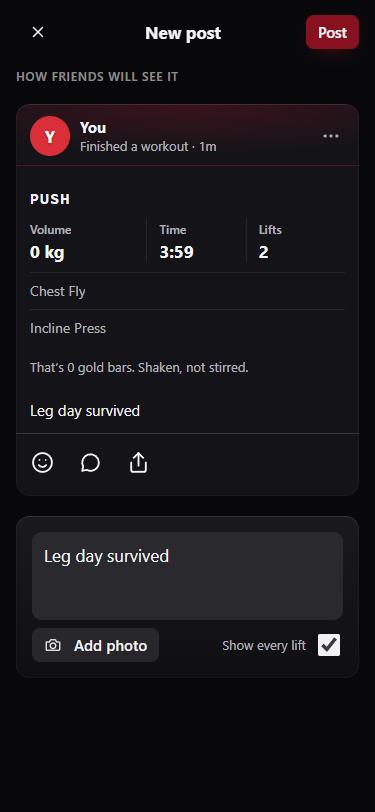 New post
Post
HOW FRIENDS WILL SEE IT
Y
You
Finished a workout · 1m
PUSH
Volume Time Lifts
0 kg 3:59 2
Chest Fly
Incline Press
That's 0 gold bars. Shaken, not stirred.
Leg day survived
Leg day survived
Add photo
Show every lift